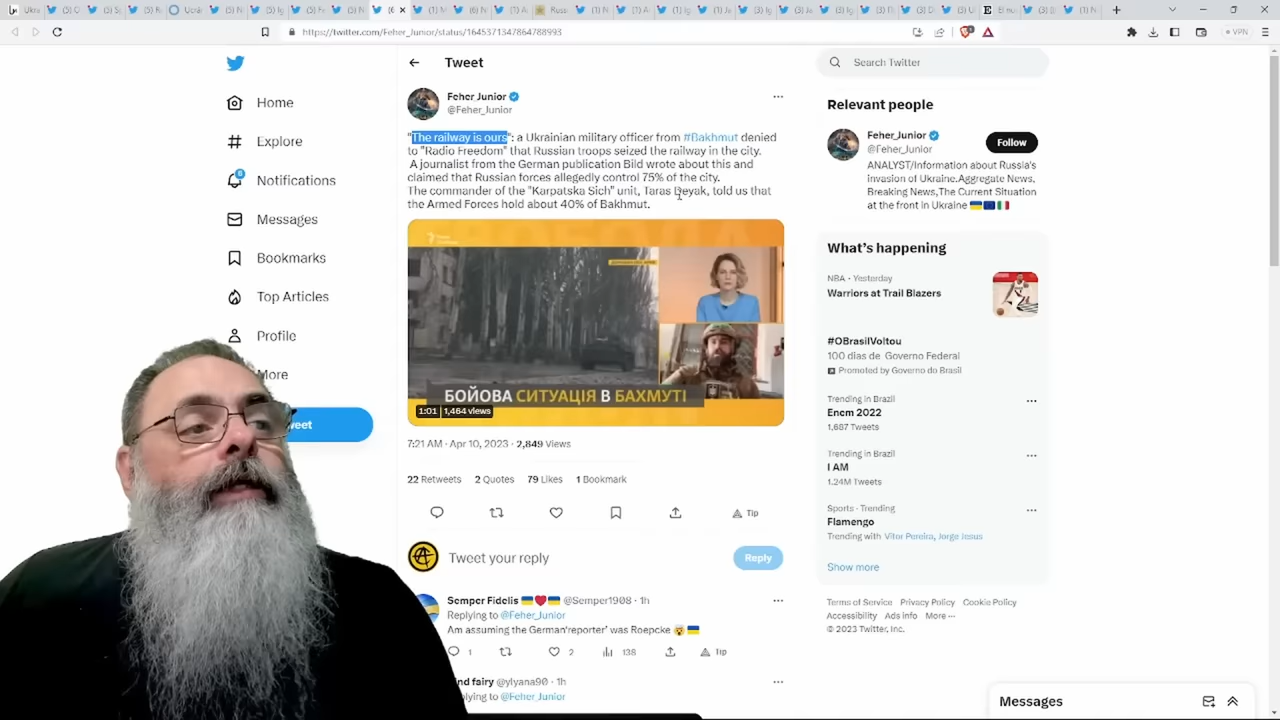 https://twitter.com/Feher_Junior/status/1645371347864788993
VPN
Home
Explore
Notifications
Messages
Bookmarks
Top Articles
Profile
More
Tweet
Feher_Junior
@Feher_Junior
"The railway is ours": a Ukrainian military officer from #Bakhmut denied
to "Radio Freedom" that Russian troops seized the railway in the city.
A journalist from the German publication Bild wrote about this and
claimed that Russian forces allegedly control 75% of the city.
The commander of the "Karpatska Sich" unit, Taras Deyak, told us that
the Armed Forces hold about 40% of Bakhmut.
БОЙОВА СИТУАЦІЯ В БАХМУТІ
1:01 1,464 views
7:21 AM · Apr 10, 2023 · 2,849 Views
22 Retweets 2 Quotes 79 Likes 1 Bookmark
Tip
Tweet your reply
Reply
Semper Fidelis 🇺🇦❤️🇺🇦 @Semper1908 · 1h
Replying to @Feher_Junior
Am assuming the German'reporter' was Roepcke 🤯🇺🇦
1 2 138 Tip
nd fairy @ylyana90 · 1h
lying to @Feher_Junior
Search Twitter
Relevant people
Feher_Junior
@Feher_Junior
Follow
ANALYST/Information about Russia's
invasion of Ukraine.Aggregate News,
Breaking News,The Current Situation
at the front in Ukraine 🇺🇦🇪🇺🇮🇹
What's happening
NBA · Yesterday
Warriors at Trail Blazers
#OBrasilVoltou
100 dias de Governo Federal
Promoted by Governo do Brasil
Trending in Brazil
Enem 2022
1,687 Tweets
Trending in Brazil
I AM
1.24M Tweets
Sports · Trending
Flamengo
Trending with Vitor Pereira, Jorge Jesus
Show more
Terms of Service Privacy Policy Cookie Policy
Accessibility Ads info More ···
© 2023 Twitter, Inc.
Messages